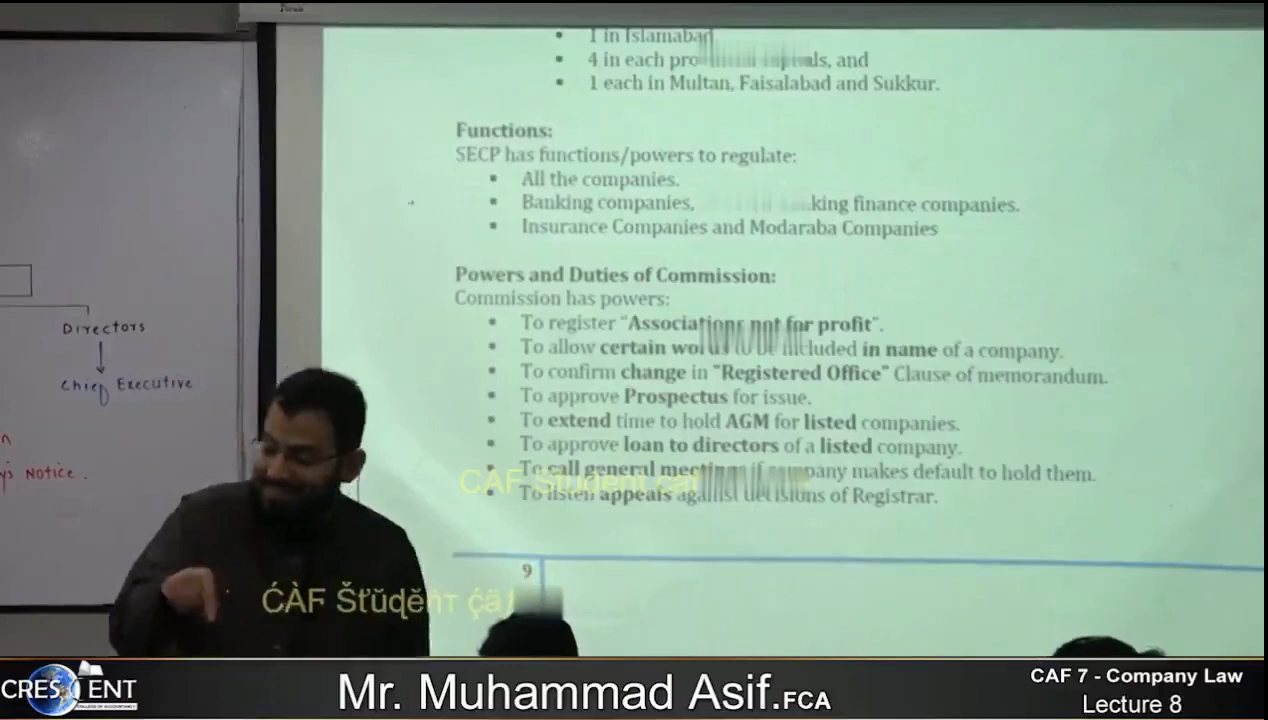 1 in Islamabad
4 in each provincial capitals, and
1 each in Multan, Faisalabad and Sukkur.
Functions:
SECP has functions/powers to regulate:
All the companies.
Banking companies, king finance companies.
Insurance Companies and Modaraba Companies
Powers and Duties of Commission:
Commission has powers:
To register “Associations not for profit”.
To allow certain words to be included in name of a company.
To confirm change in "Registered Office" Clause of memorandum.
To approve Prospectus for issue.
To extend time to hold AGM for listed companies.
To approve loan to directors of a listed company.
To call general meetings if company makes default to hold them.
To listen appeals against decisions of Registrar.
9
Directors
Chief Executive
n
y's Notice.
CAF Student caf
CRESCENT
COLLEGE OF ACCOUNTANCY
Mr. Muhammad Asif.FCA
CAF 7 - Company Law
Lecture 8